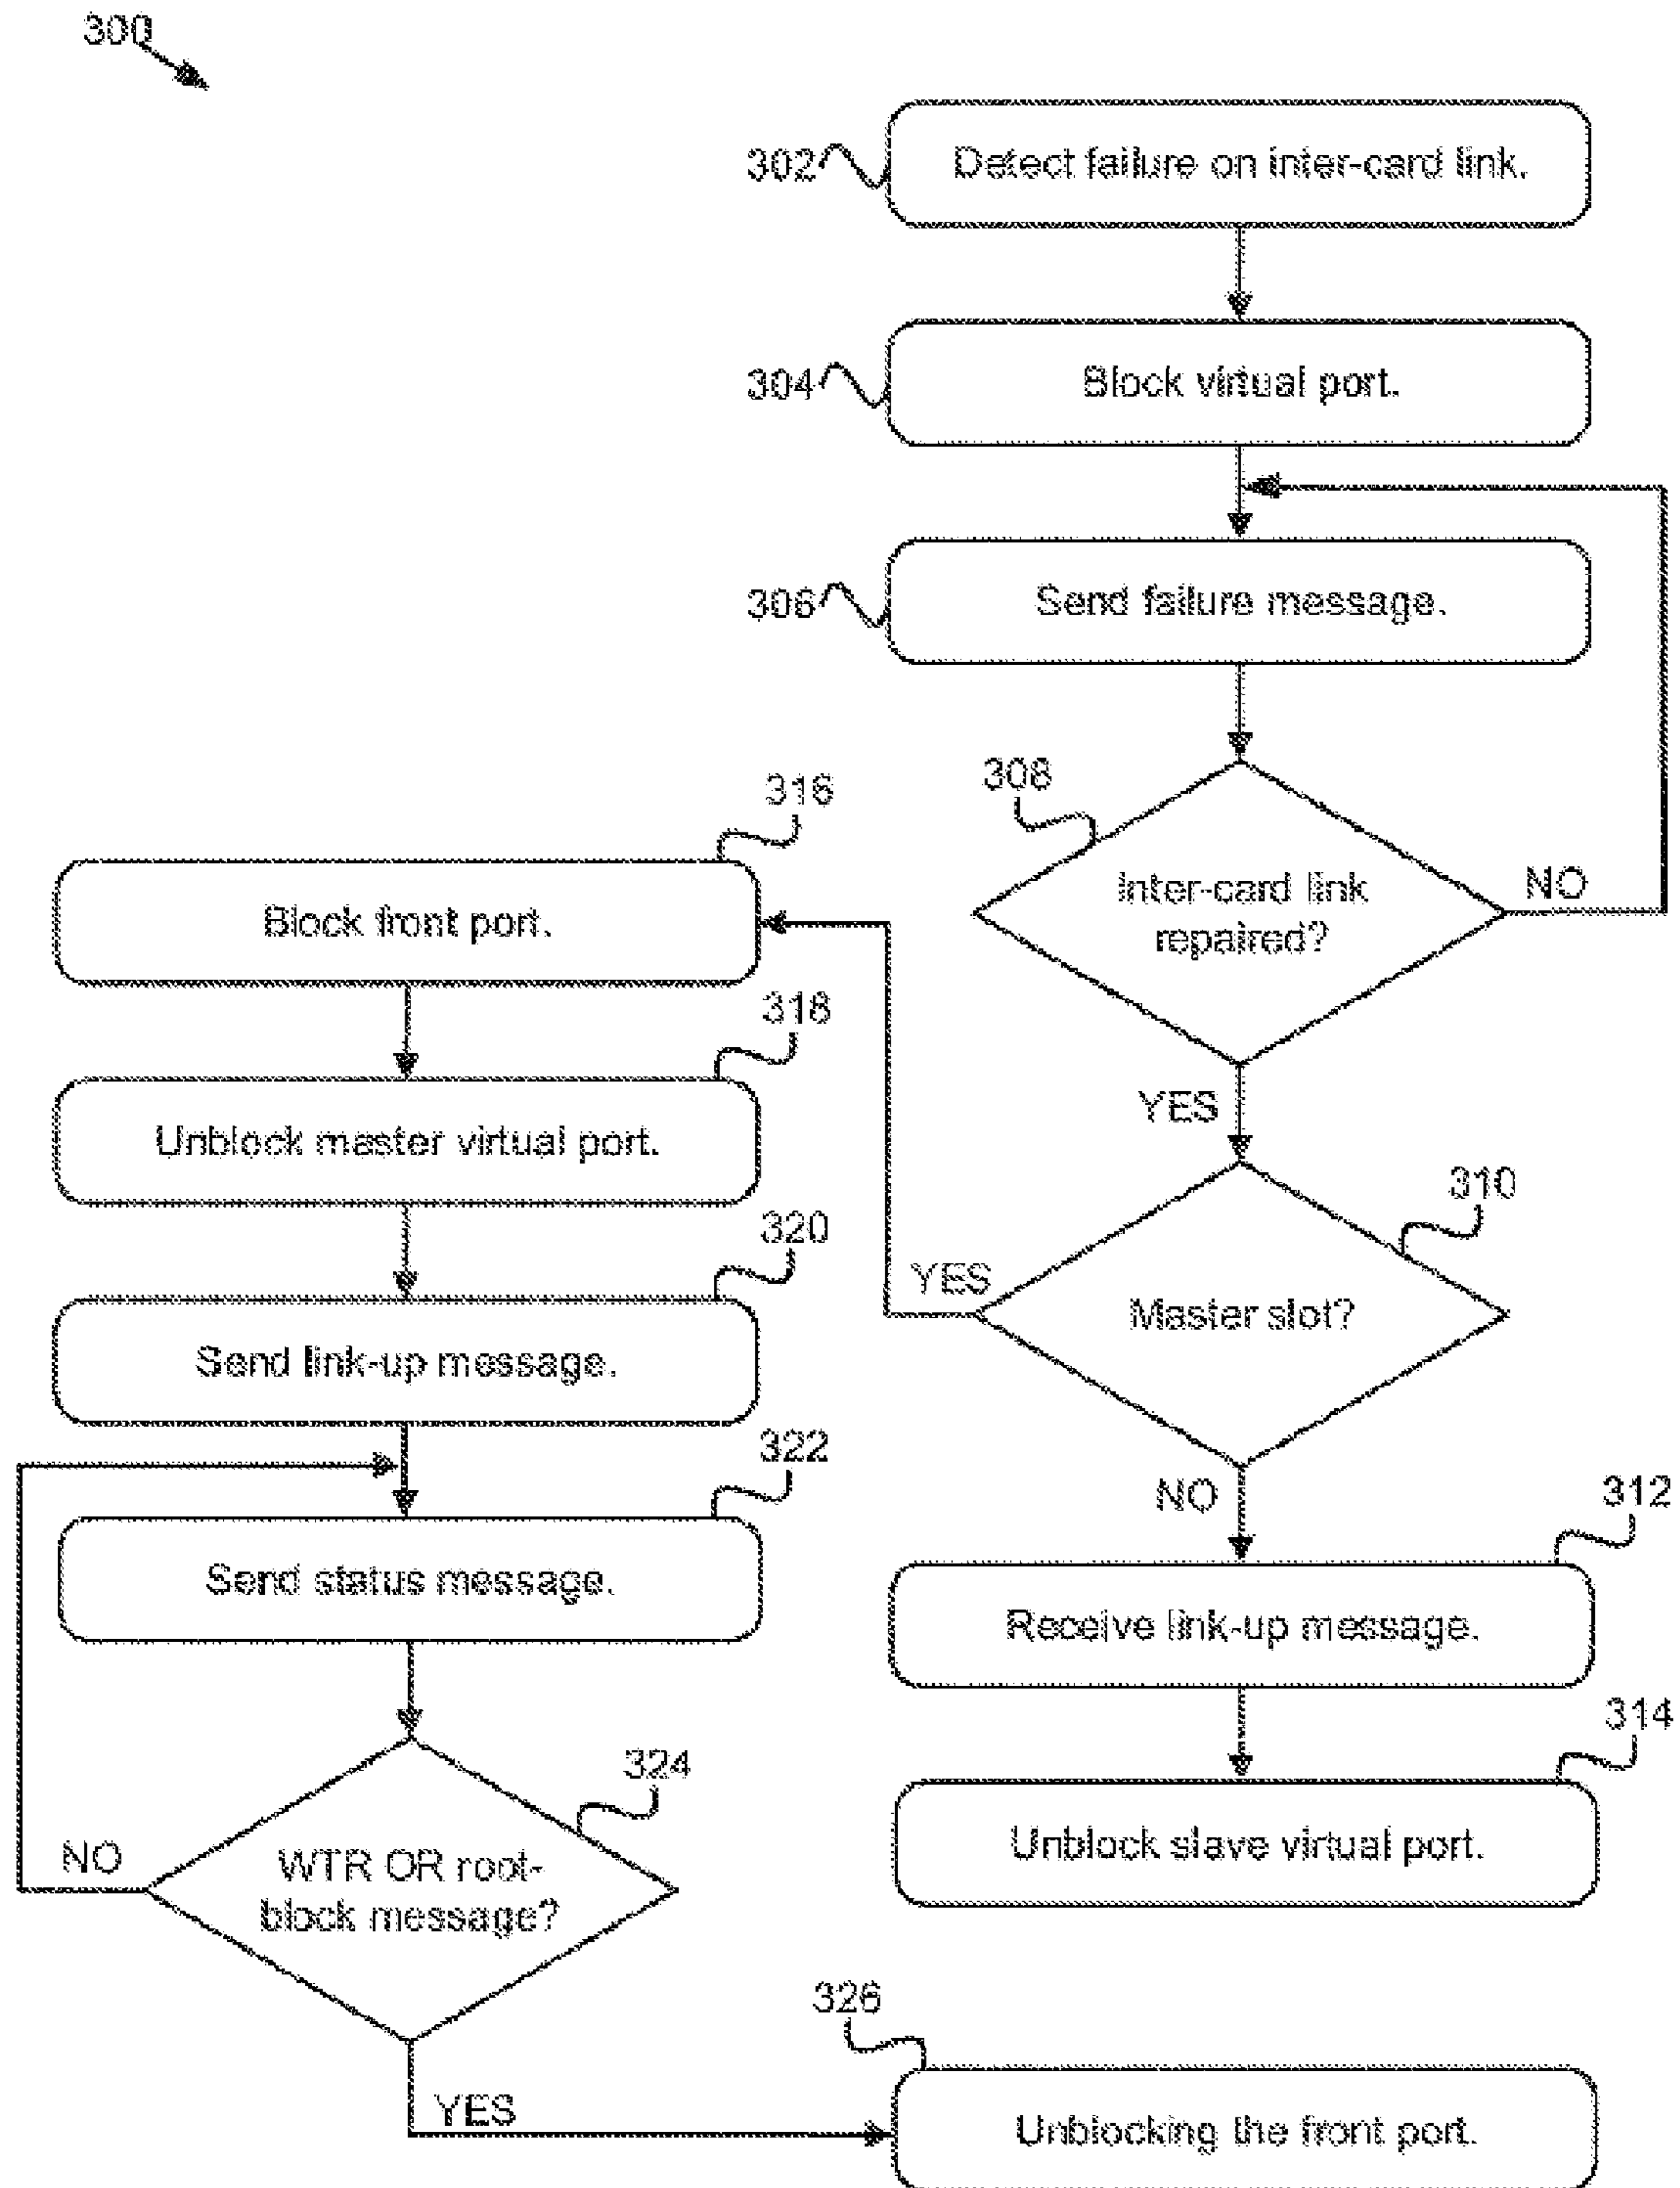 300
302
Detect failure on inter-card link.
304
Block virtual port.
306
Send failure message.
308
Inter-card link
repaired?
NO
YES
310
Master slot?
YES
NO
312
Receive link-up message.
314
Unblock slave virtual port.
316
Block front port.
318
Unblock master virtual port.
320
Send link-up message.
322
Send status message.
324
WTR OR root-
block message?
NO
YES
326
Unblocking the front port.